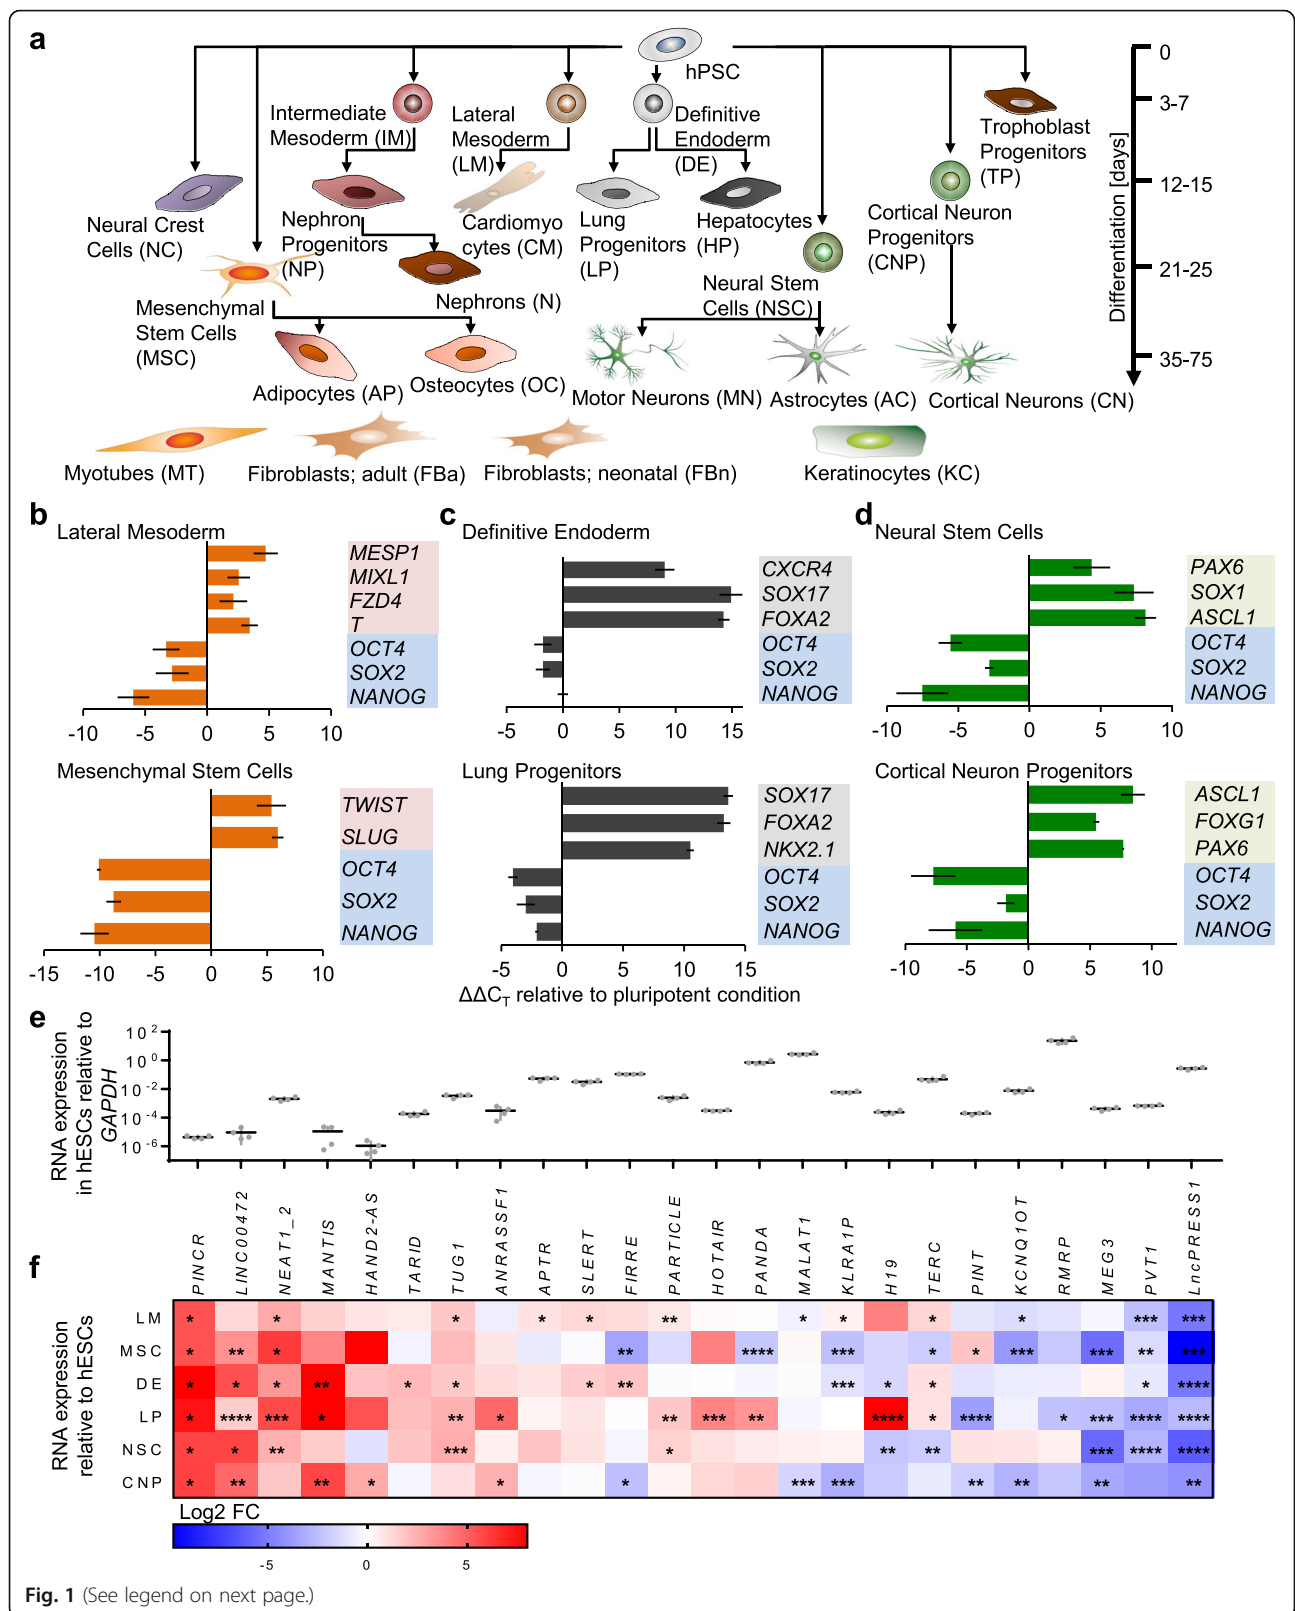 a
hPSC
0
Intermediate
Mesoderm (IM)
Lateral
Mesoderm
(LM)
Definitive
Endoderm
(DE)
3-7
Trophoblast
Progenitors
(TP)
12-15
Neural Crest
Cells (NC)
Nephron
Progenitors
(NP)
Cardiomyo
cytes (CM)
Lung
Progenitors
(LP)
Hepatocytes
(HP)
Cortical Neuron
Progenitors
(CNP)
Differentiation [days]
21-25
Nephrons (N)
Neural Stem
Cells (NSC)
Mesenchymal
Stem Cells
(MSC)
35-75
Adipocytes (AP)
Osteocytes (OC)
Motor Neurons (MN)
Astrocytes (AC)
Cortical Neurons (CN)
Myotubes (MT)
Fibroblasts; adult (FBa)
Fibroblasts; neonatal (FBn)
Keratinocytes (KC)
b
Lateral Mesoderm
MESP1
MIXL1
FZD4
T
OCT4
SOX2
NANOG
-10 -5 0 5 10
Mesenchymal Stem Cells
TWIST
SLUG
OCT4
SOX2
NANOG
-15 -10 -5 0 5 10
c
Definitive Endoderm
CXCR4
SOX17
FOXA2
OCT4
SOX2
NANOG
-5 0 5 10 15
Lung Progenitors
SOX17
FOXA2
NKX2.1
OCT4
SOX2
NANOG
-5 0 5 10 15
ΔΔCT relative to pluripotent condition
d
Neural Stem Cells
PAX6
SOX1
ASCL1
OCT4
SOX2
NANOG
-10 -5 0 5 10
Cortical Neuron Progenitors
ASCL1
FOXG1
PAX6
OCT4
SOX2
NANOG
-10 -5 0 5 10
e
RNA expression
in hESCs relative to
GAPDH
10 2
10 0
10 -2
10 -4
10 -6
PINCR
LINC00472
NEAT1_2
MANTIS
HAND2-AS
TARID
TUG1
ANRASSF1
APTR
SLERT
FIRRE
PARTICLE
HOTAIR
PANDA
MALAT1
KLRA1P
H19
TERC
PINT
KCNQ1OT
RMRP
MEG3
PVT1
LncPRESS1
f
RNA expression
relative to hESCs
LM * * * * * ** * * * * *** ***
MSC * ** * ** **** *** * * *** *** ** ***
DE * * * ** * * * ** *** * * * ****
LP * **** *** * ** * ** *** ** **** * **** * *** **** ****
NSC * * ** *** * ** ** *** **** ****
CNP * ** ** * * * *** *** ** ** ** **
Log2 FC
-5 0 5
Fig. 1 (See legend on next page.)